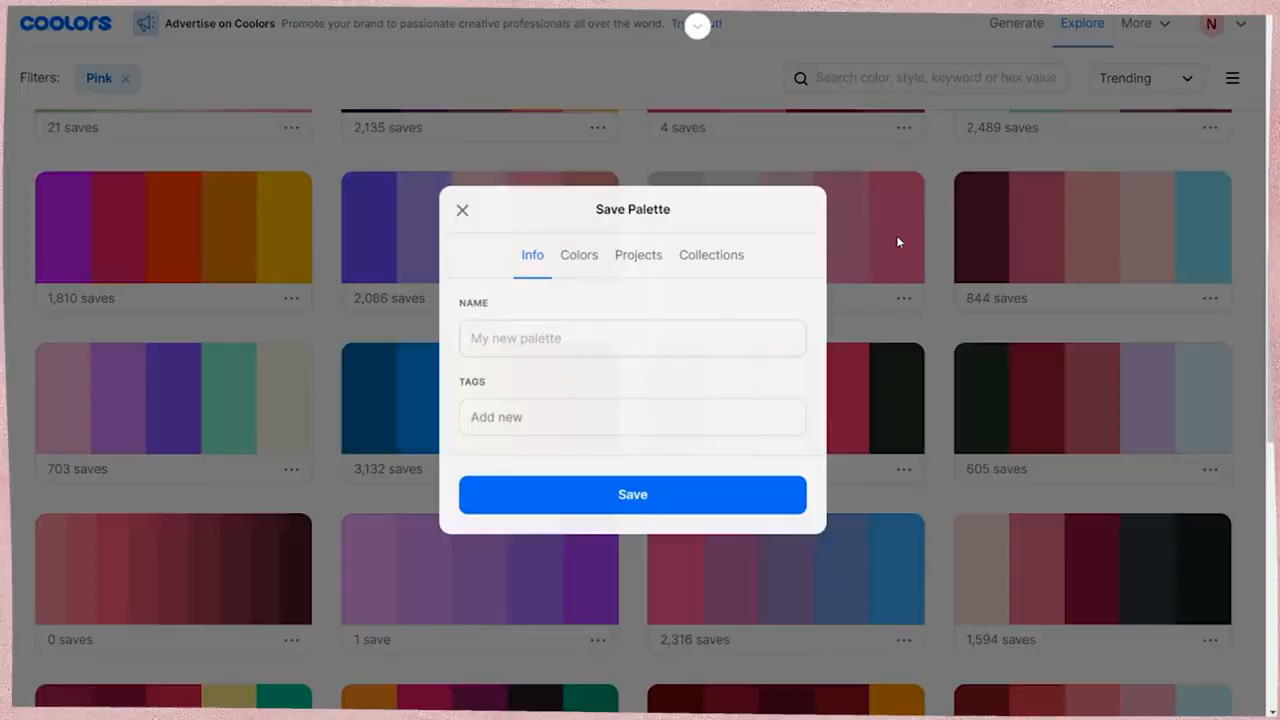 coolors
Advertise on Coolors Promote your brand to passionate creative professionals all over the world.
Generate Explore More N
Filters: Pink Search color, style, keyword or hex value Trending
21 saves 2,135 saves 4 saves 2,489 saves
1,810 saves 2,086 saves 844 saves
703 saves 3,132 saves 605 saves
0 saves 1 save 2,316 saves 1,594 saves
Save Palette
Info Colors Projects Collections
NAME
My new palette
TAGS
Add new
Save